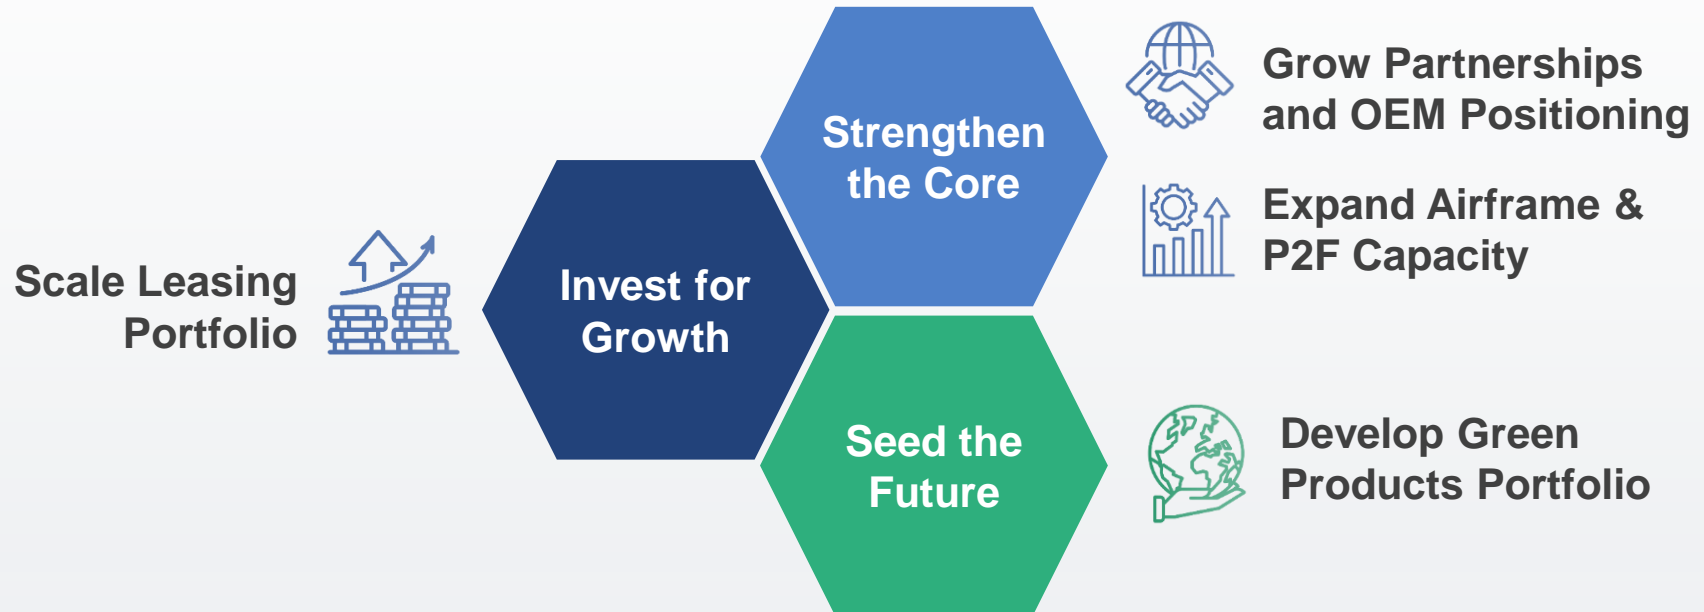 Scale Leasing
Portfolio
Invest for
Growth
Strengthen
the Core
Grow Partnerships
and OEM Positioning
Expand Airframe &
P2F Capacity
Seed the
Future
Develop Green
Products Portfolio